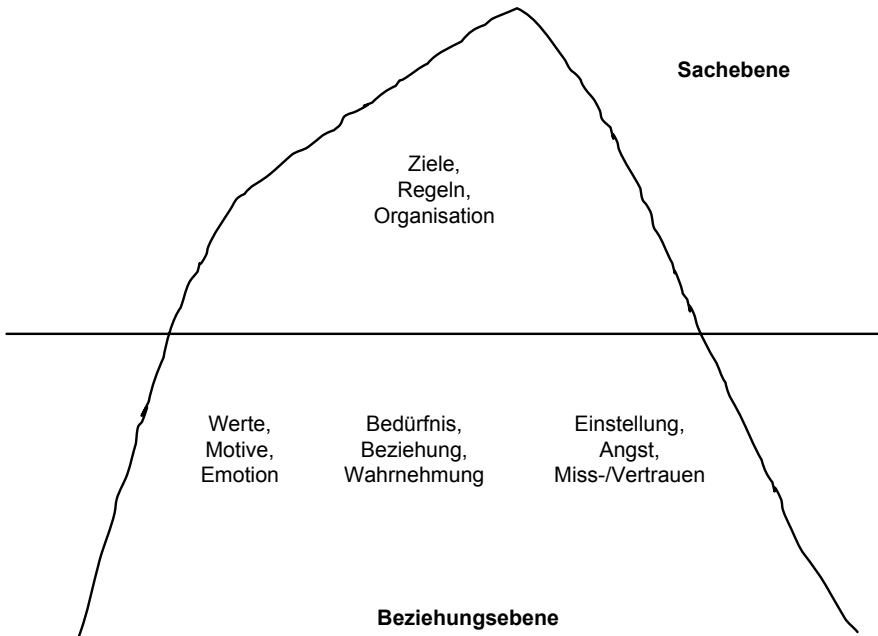 Sachebene
Ziele,
Regeln,
Organisation
Werte,
Motive,
Emotion
Bedürfnis,
Beziehung,
Wahrnehmung
Einstellung,
Angst,
Miss-/Vertrauen
Beziehungsebene